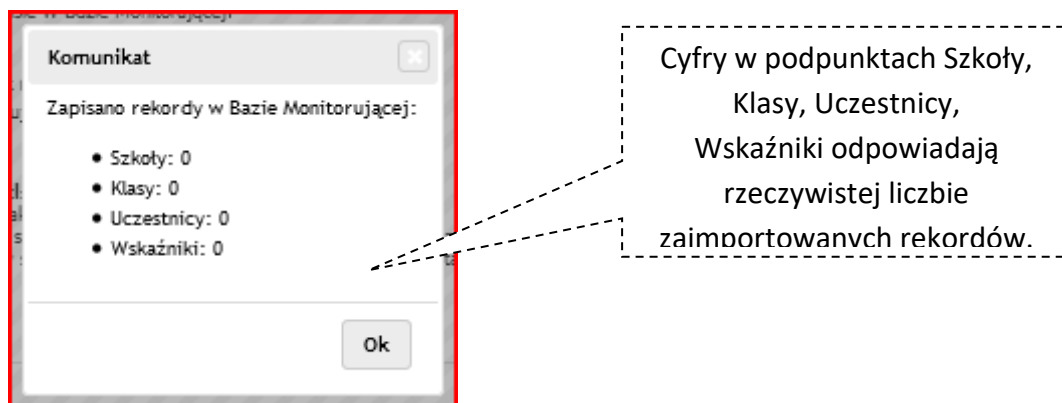 Komunikat
Zapisano rekordy w Bazie Monitorującej:
• Szkoły: 0
• Klasy: 0
• Uczestnicy: 0
• Wskaźniki: 0
Ok
Cyfry w podpunktach Szkoły,
Klasy, Uczestnicy,
Wskaźniki odpowiadają
rzeczywistej liczbie
zaimportowanych rekordów.